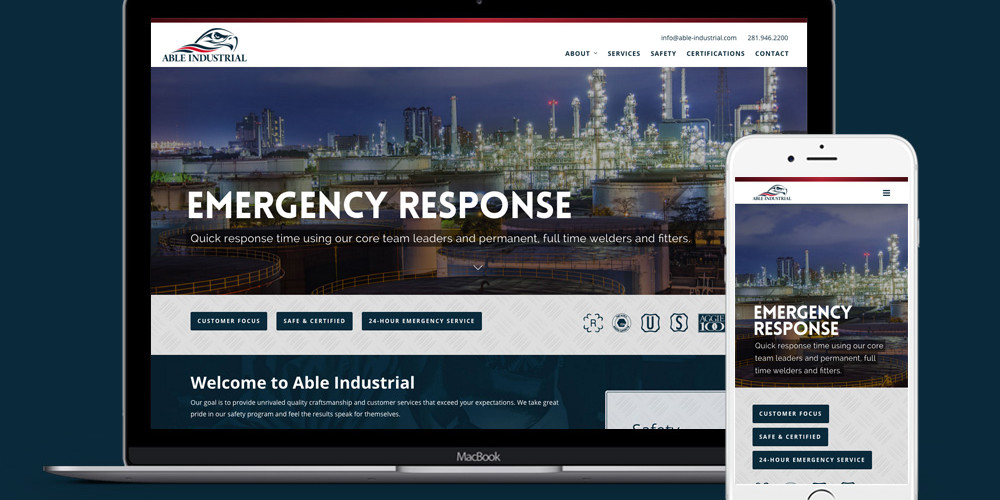 ABLE INDUSTRIAL
info@able-industrial.com 281.946.2200
ABOUT SERVICES SAFETY CERTIFICATIONS CONTACT
EMERGENCY RESPONSE
Quick response time using our core team leaders and permanent, full time welders and fitters.
CUSTOMER FOCUS SAFE & CERTIFIED 24-HOUR EMERGENCY SERVICE
R U S AGGIE
100
Welcome to Able Industrial
Our goal is to provide unrivaled quality craftsmanship and customer services that exceed your expectations. We take great
pride in our safety program and feel the results speak for themselves.
Safety
MacBook
ABLE INDUSTRIAL
EMERGENCY
RESPONSE
Quick response time using our core
team leaders and permanent, full
time welders and fitters.
CUSTOMER FOCUS
SAFE & CERTIFIED
24-HOUR EMERGENCY SERVICE